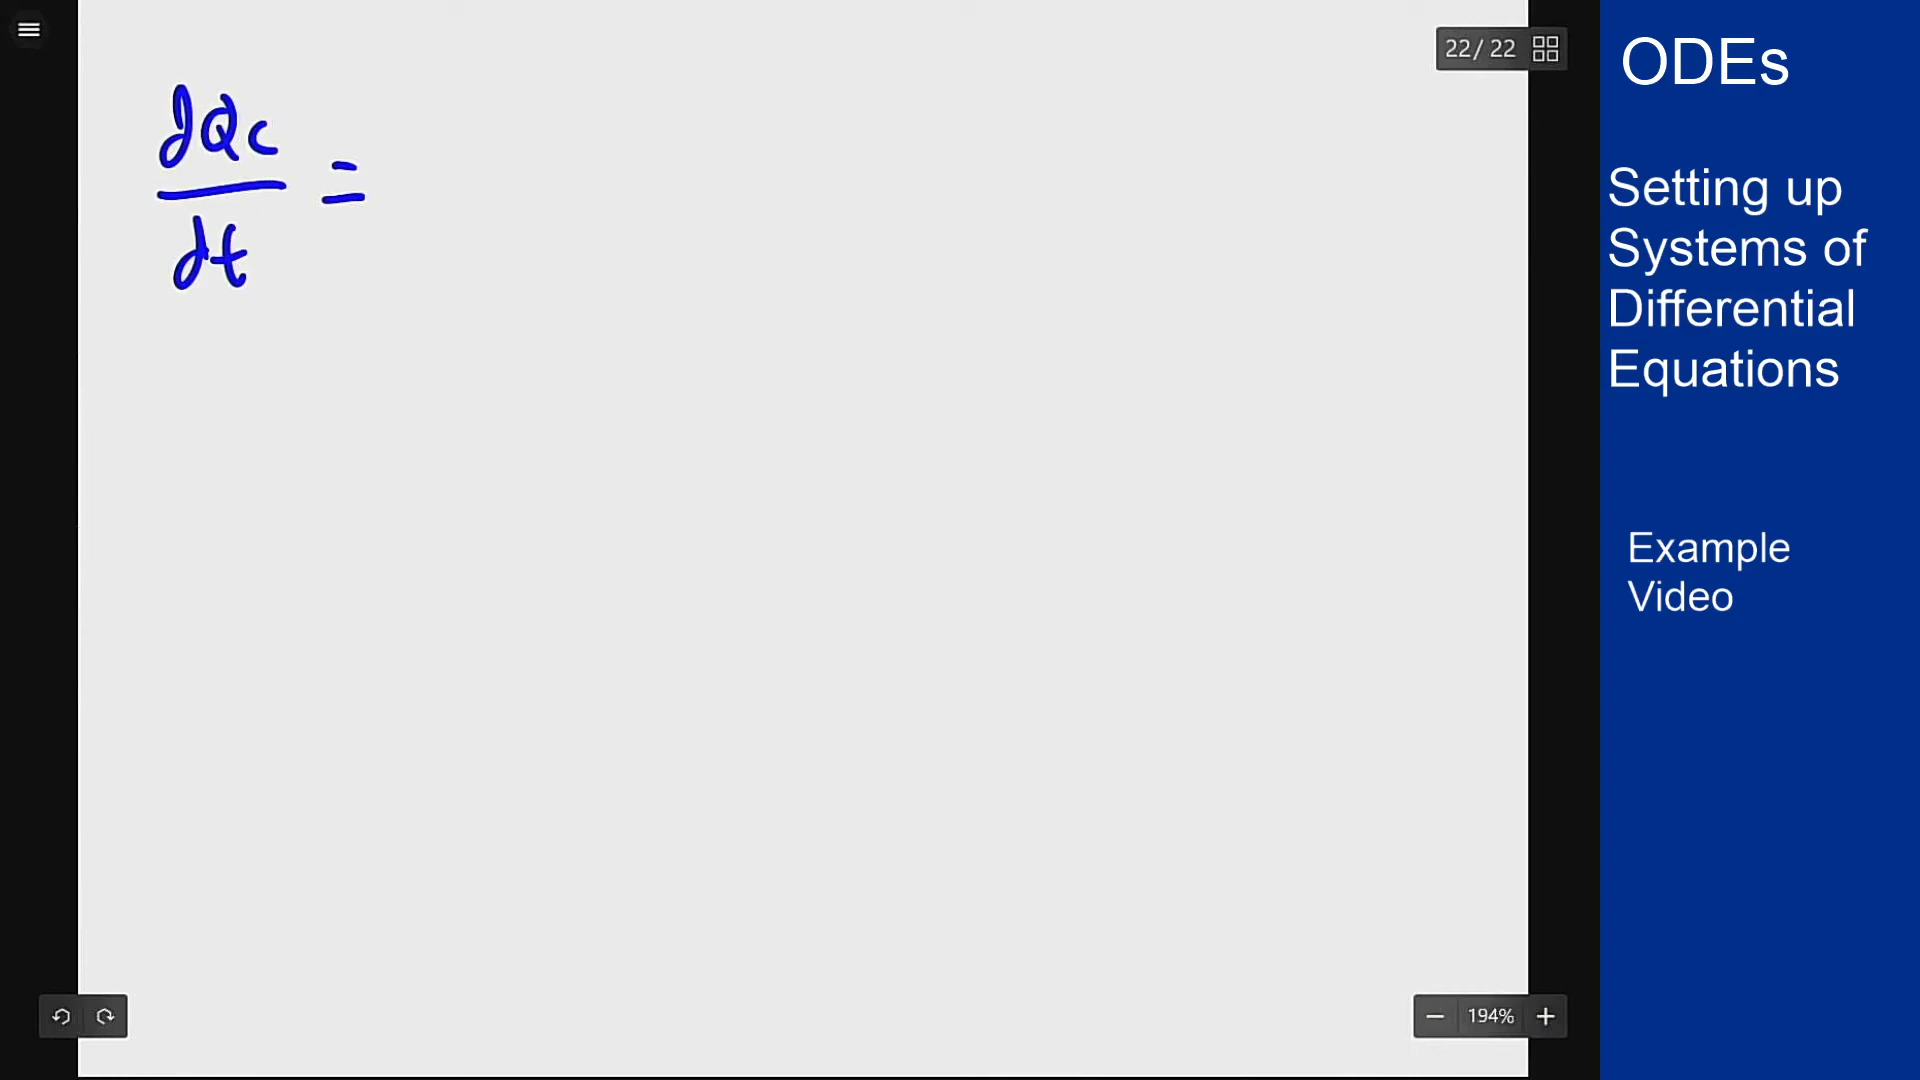 22 / 22
dQc
dt
=
ODEs
Setting up
Systems of
Differential
Equations
Example
Video
194%